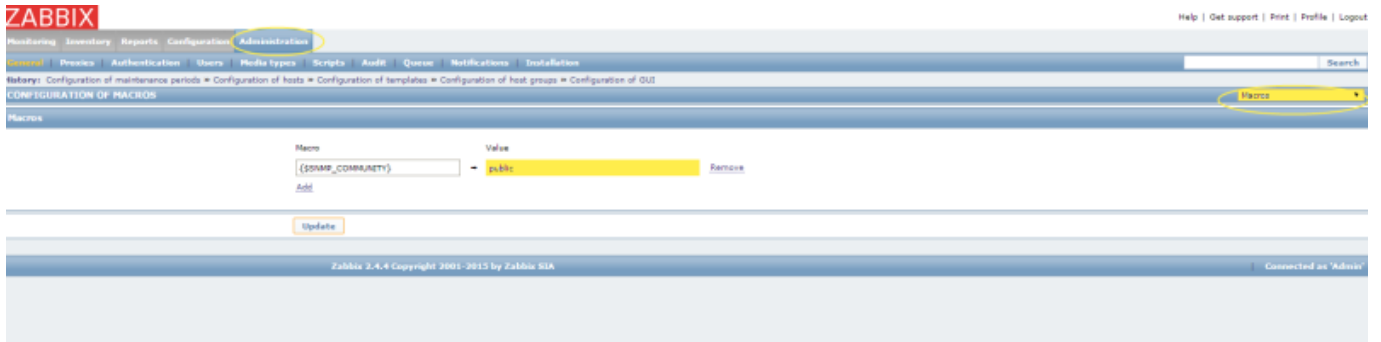 ZABBIX
Help | Get support | Print | Profile | Logout
Monitoring Inventory Reports Configuration Administration
General | Proxies | Authentication | Users | Media types | Scripts | Audit | Queue | Notifications | Installation Search
History: Configuration of maintenance periods » Configuration of hosts » Configuration of templates » Configuration of host groups » Configuration of GUI
CONFIGURATION OF MACROS Macros
Macros
Macro Value
{$SNMP_COMMUNITY} → public Remove
Add
Update
Zabbix 2.4.4 Copyright 2001-2015 by Zabbix SIA Connected as 'Admin'